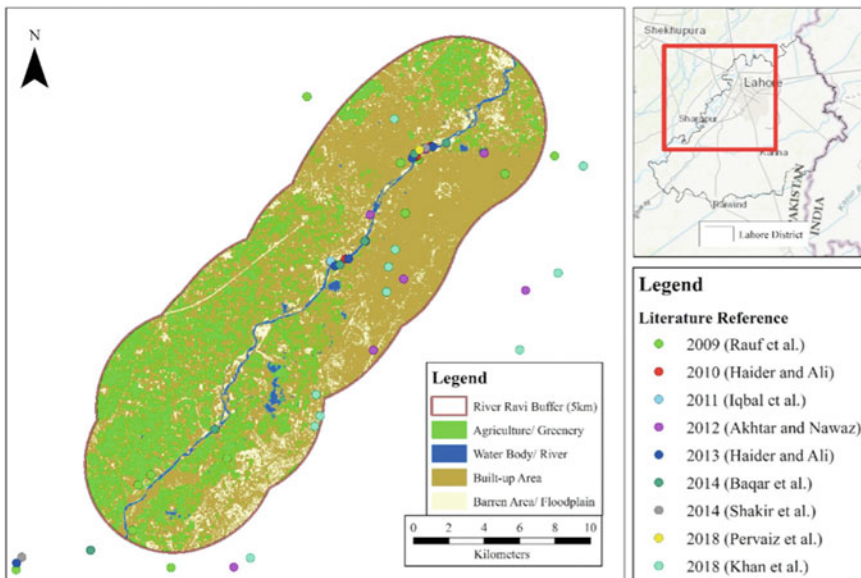 N
Legend
River Ravi Buffer (5km)
Agriculture/ Greenery
Water Body/ River
Built-up Area
Barren Area/ Floodplain
0 2 4 6 8 10
Kilometers
Shekhupura
Lahore
Sharqpur
Kahna
Raiwind
PAKISTAN
INDIA
Lahore District
Legend
Literature Reference
2009 (Rauf et al.)
2010 (Haider and Ali)
2011 (Iqbal et al.)
2012 (Akhtar and Nawaz)
2013 (Haider and Ali)
2014 (Baqar et al.)
2014 (Shakir et al.)
2018 (Pervaiz et al.)
2018 (Khan et al.)